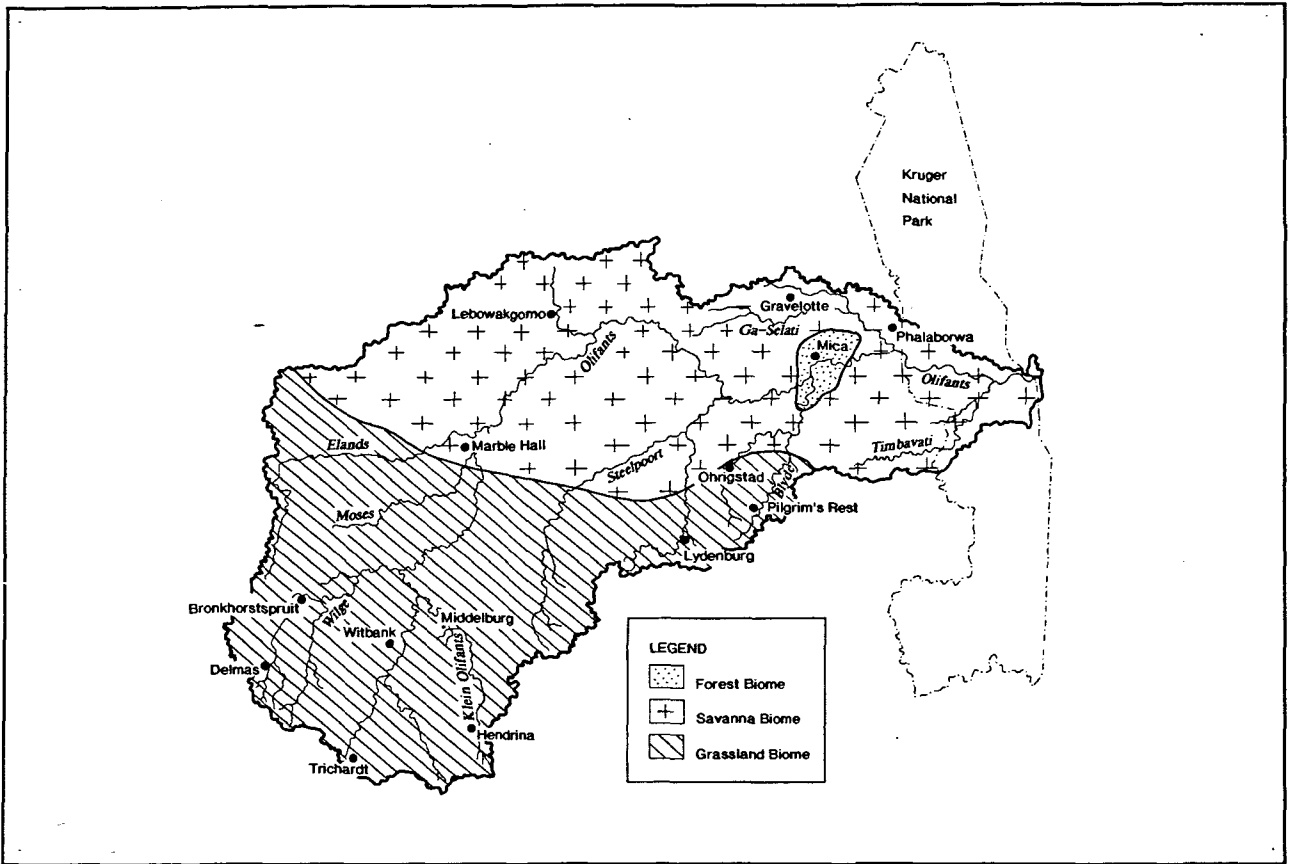 Kruger
National
Park
Gravelotte
Lebowakgomo
Ga-Selati
Phalaborwa
Mica
Olifants
Olifants
Elands
Marble Hall
Timbavati
Steelpoort
Ohrigstad
Blyde
Moses
Pilgrim's Rest
Lydenburg
Bronkhorstspruit
Wilge
Middelburg
Witbank
Klein Olifants
Delmas
Hendrina
Trichardt
LEGEND
Forest Biome
Savanna Biome
Grassland Biome